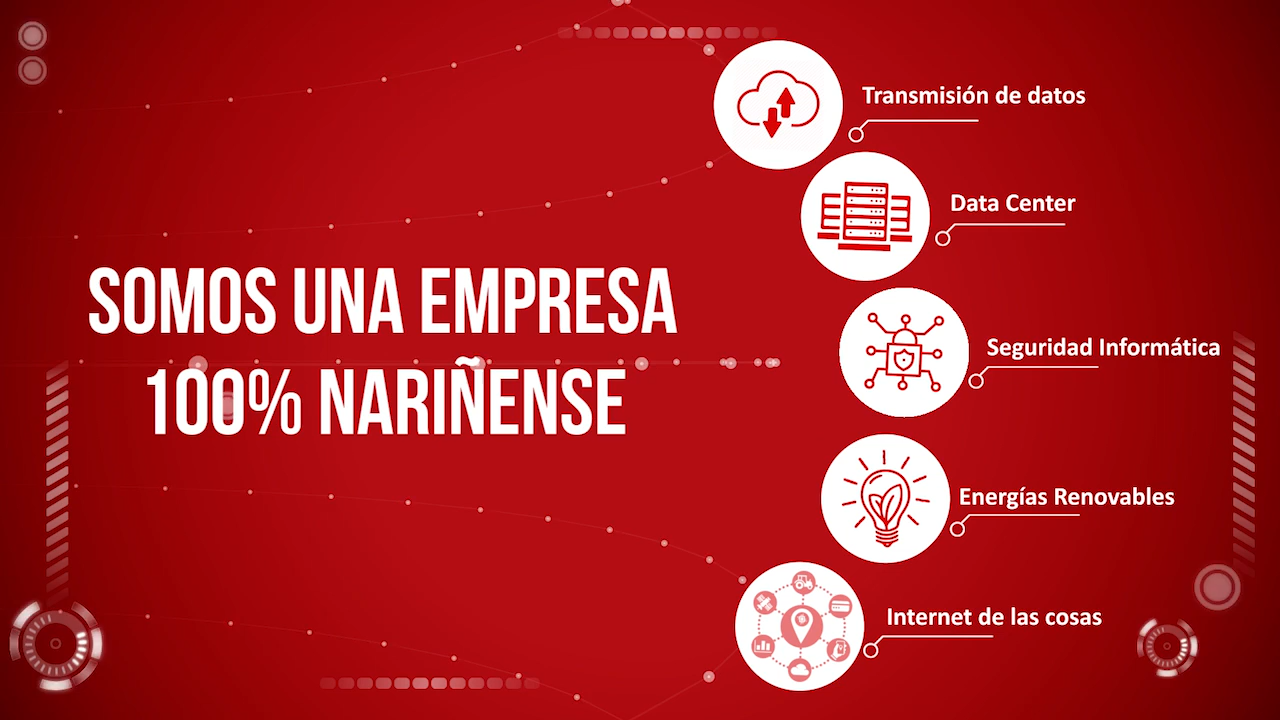 SOMOS UNA EMPRESA
100% NARIÑENSE
Transmisión de datos
Data Center
Seguridad Informática
Energías Renovables
Internet de las cosas